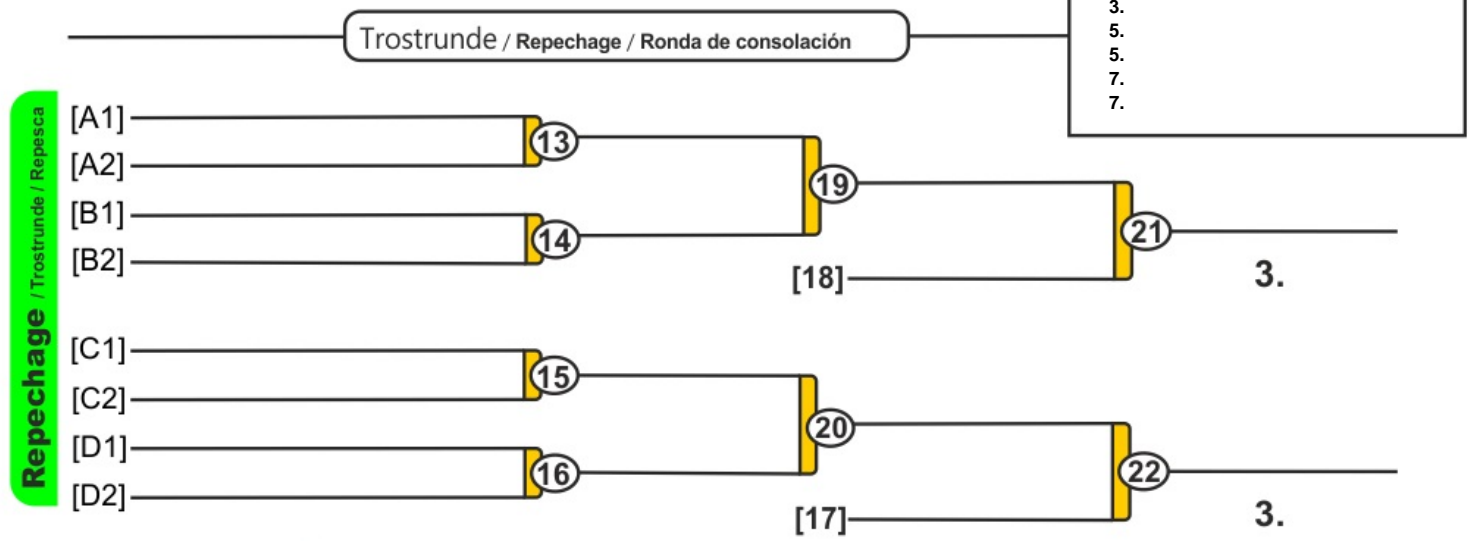 3.
5.
5.
7.
7.
Trostrunde / Repechage / Ronda de consolación
Repechage / Trostrunde / Repesca
[A1]
[A2]
[B1]
[B2]
13
14
19
[18]
21
3.
[C1]
[C2]
[D1]
[D2]
15
16
20
[17]
22
3.